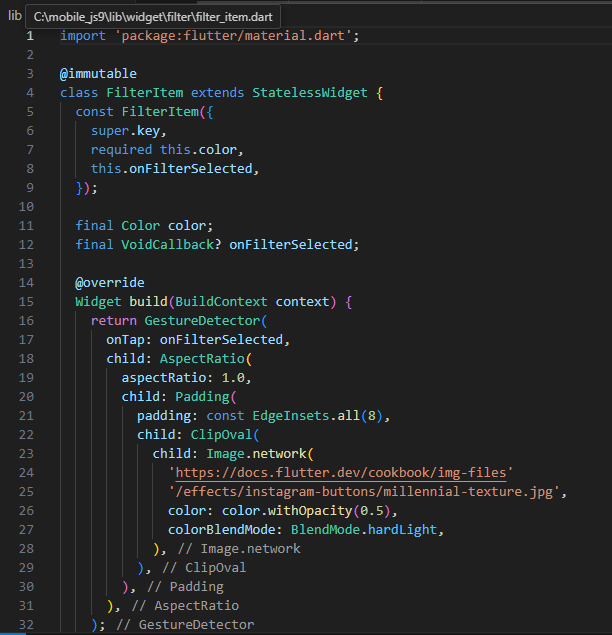 lib
C:\mobile_js9\lib\widget\filter\filter_item.dart
1 import 'package:flutter/material.dart';
2
3 @immutable
4 class FilterItem extends StatelessWidget {
5   const FilterItem({
6     super.key,
7     required this.color,
8     this.onFilterSelected,
9   });
10
11   final Color color;
12   final VoidCallback? onFilterSelected;
13
14   @override
15   Widget build(BuildContext context) {
16     return GestureDetector(
17       onTap: onFilterSelected,
18       child: AspectRatio(
19         aspectRatio: 1.0,
20         child: Padding(
21           padding: const EdgeInsets.all(8),
22           child: ClipOval(
23             child: Image.network(
24               'https://docs.flutter.dev/cookbook/img-files'
25               '/effects/instagram-buttons/millennial-texture.jpg',
26               color: color.withOpacity(0.5),
27               colorBlendMode: BlendMode.hardLight,
28             ), // Image.network
29           ), // ClipOval
30         ), // Padding
31       ), // AspectRatio
32     ); // GestureDetector